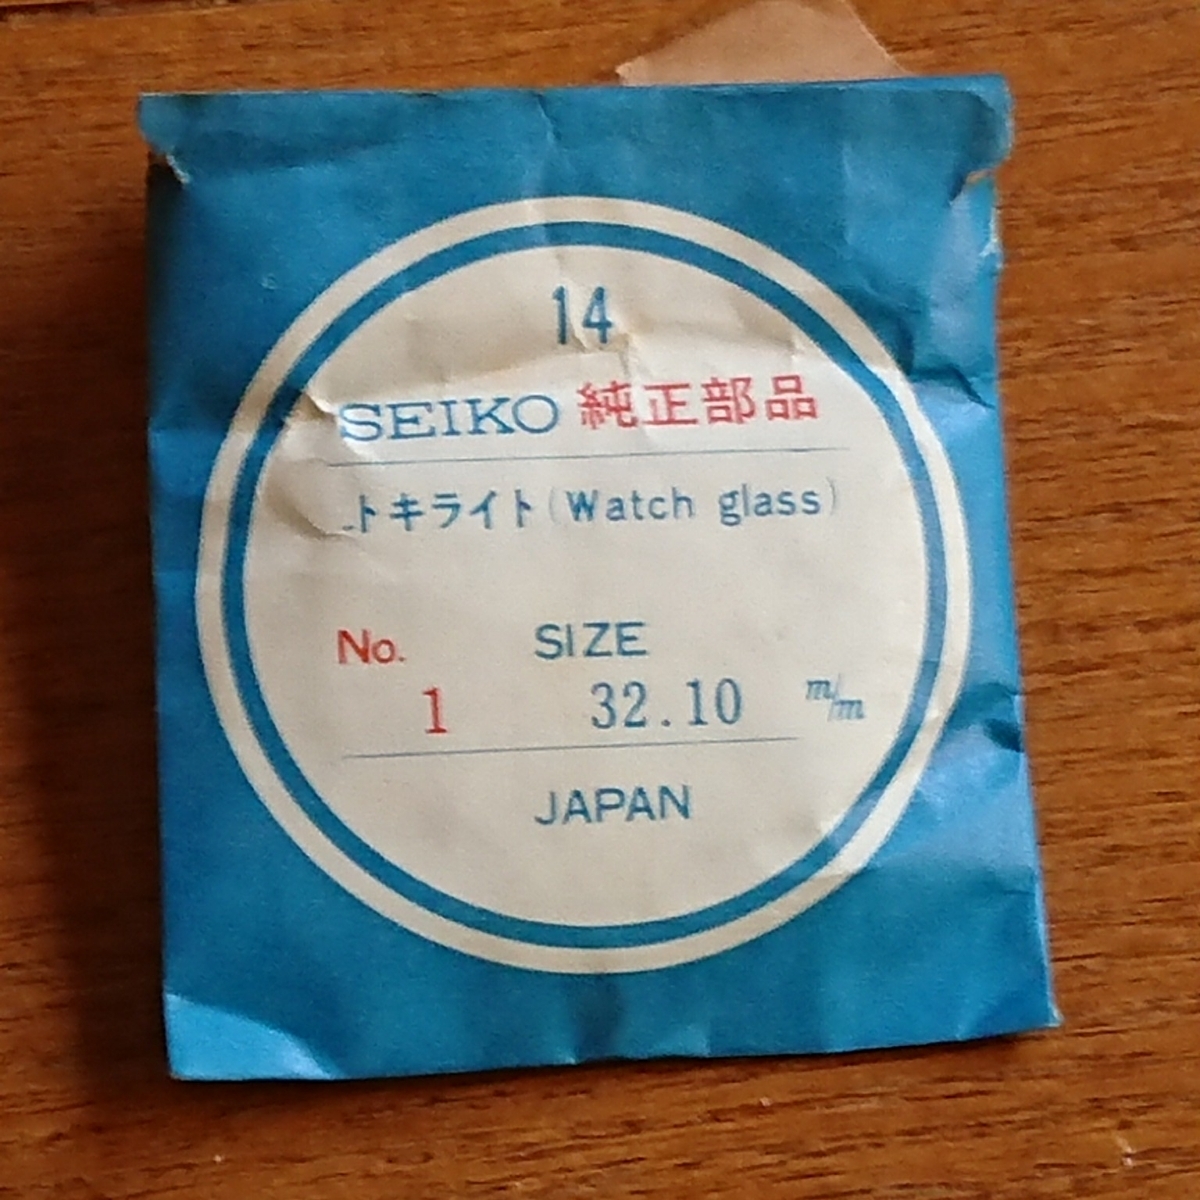 14
SEIKO 純正部品
トキライト(Watch glass)
No. SIZE
1 32.10 m/m
JAPAN